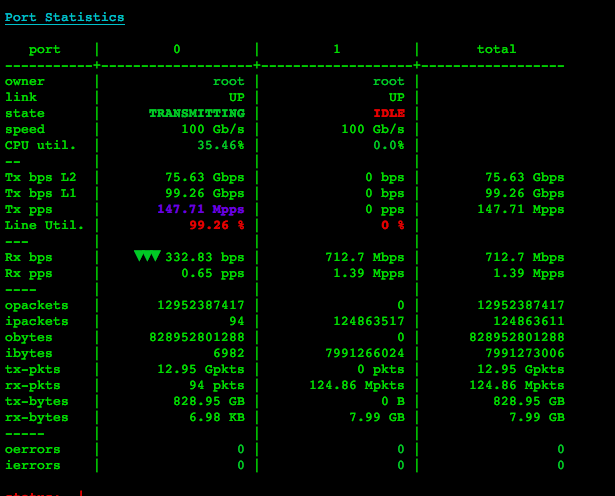 Port Statistics
port | 0 | 1 | total
-----------+--------------------+-------------------+------------------
owner | root | root |
link | UP | UP |
state | TRANSMITTING | IDLE |
speed | 100 Gb/s | 100 Gb/s |
CPU util. | 35.46% | 0.0% |
-- | | |
Tx bps L2 | 75.63 Gbps | 0 bps | 75.63 Gbps
Tx bps L1 | 99.26 Gbps | 0 bps | 99.26 Gbps
Tx pps | 147.71 Mpps | 0 pps | 147.71 Mpps
Line Util. | 99.26 % | 0 % |
--- | | |
Rx bps | ▼▼▼ 332.83 bps | 712.7 Mbps | 712.7 Mbps
Rx pps | 0.65 pps | 1.39 Mpps | 1.39 Mpps
---- | | |
opackets | 12952387417 | 0 | 12952387417
ipackets | 94 | 124863517 | 124863611
obytes | 828952801288 | 0 | 828952801288
ibytes | 6982 | 7991266024 | 7991273006
tx-pkts | 12.95 Gpkts | 0 pkts | 12.95 Gpkts
rx-pkts | 94 pkts | 124.86 Mpkts | 124.86 Mpkts
tx-bytes | 828.95 GB | 0 B | 828.95 GB
rx-bytes | 6.98 KB | 7.99 GB | 7.99 GB
----- | | |
oerrors | 0 | 0 | 0
ierrors | 0 | 0 | 0